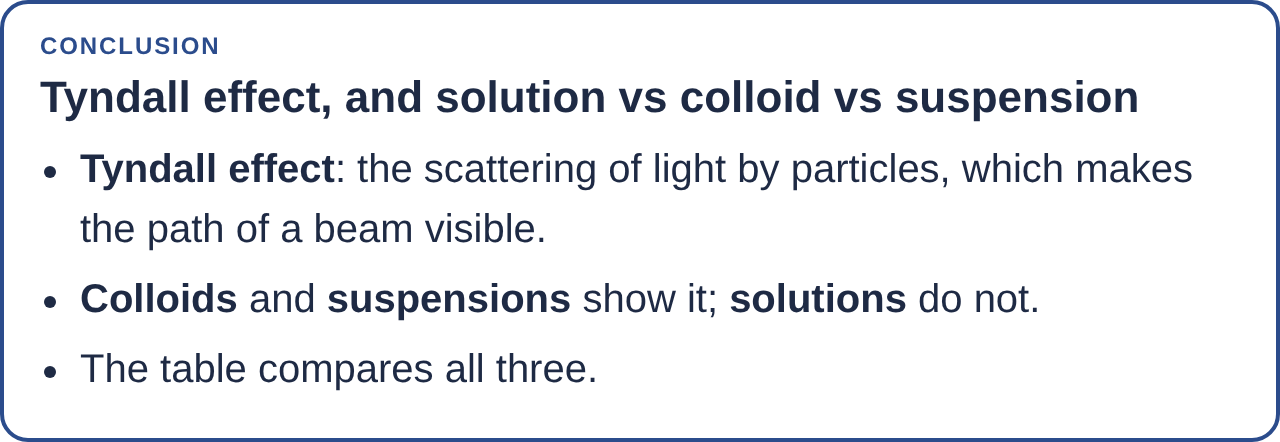 CONCLUSION
Tyndall effect, and solution vs colloid vs suspension
• Tyndall effect: the scattering of light by particles, which makes
the path of a beam visible.
• Colloids and suspensions show it; solutions do not.
• The table compares all three.